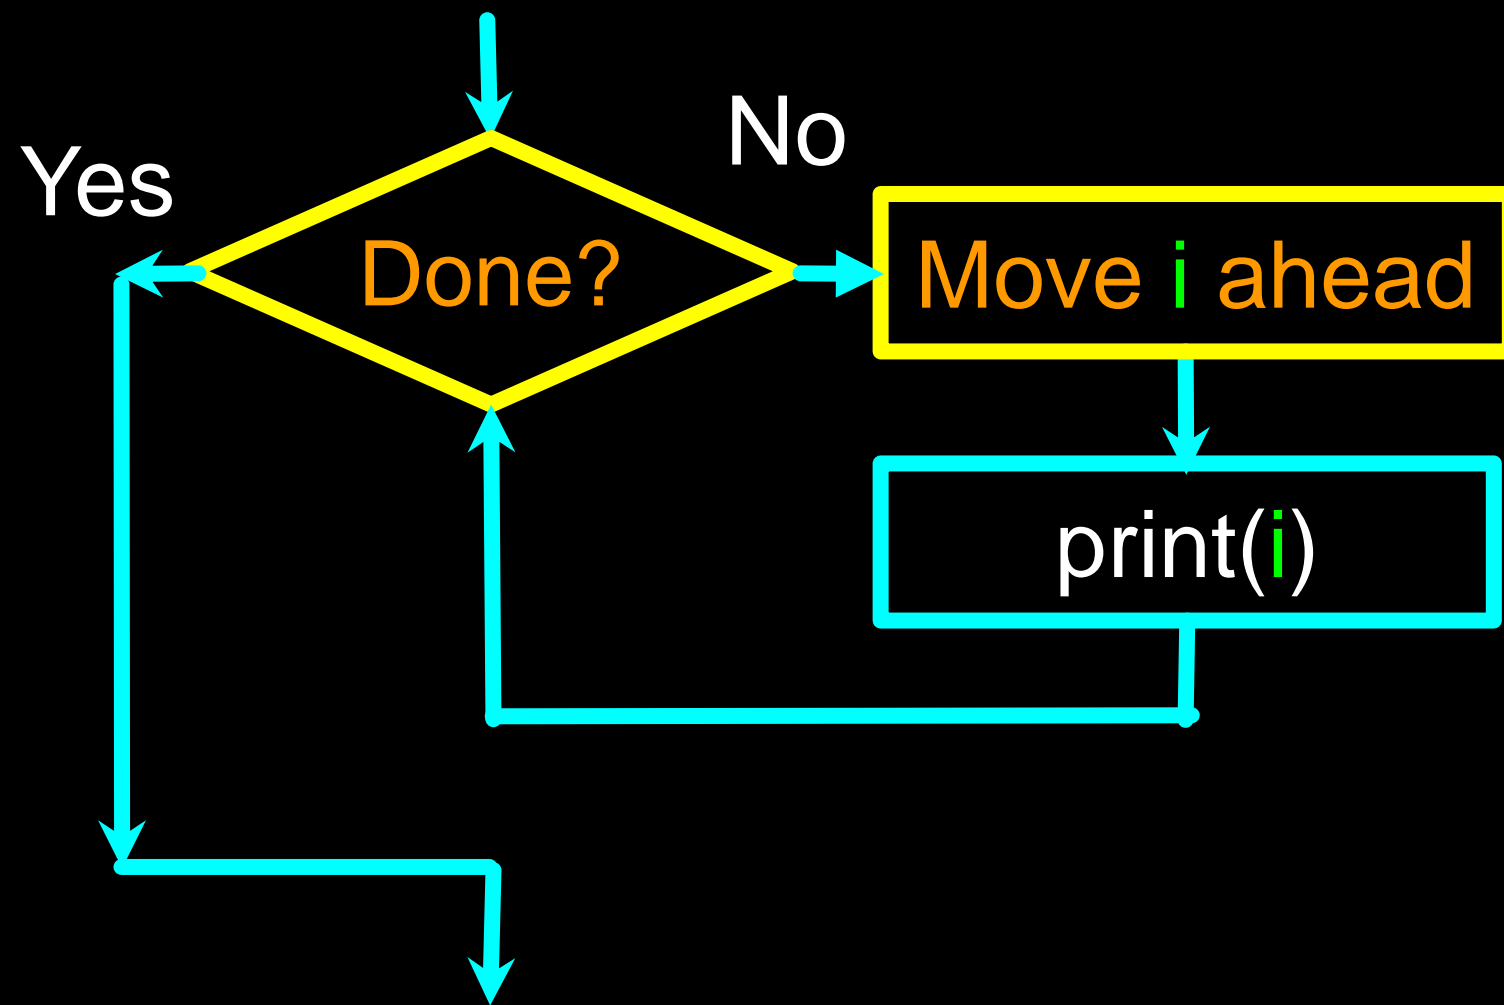 No
Yes
Done?
Move i ahead
print(i)